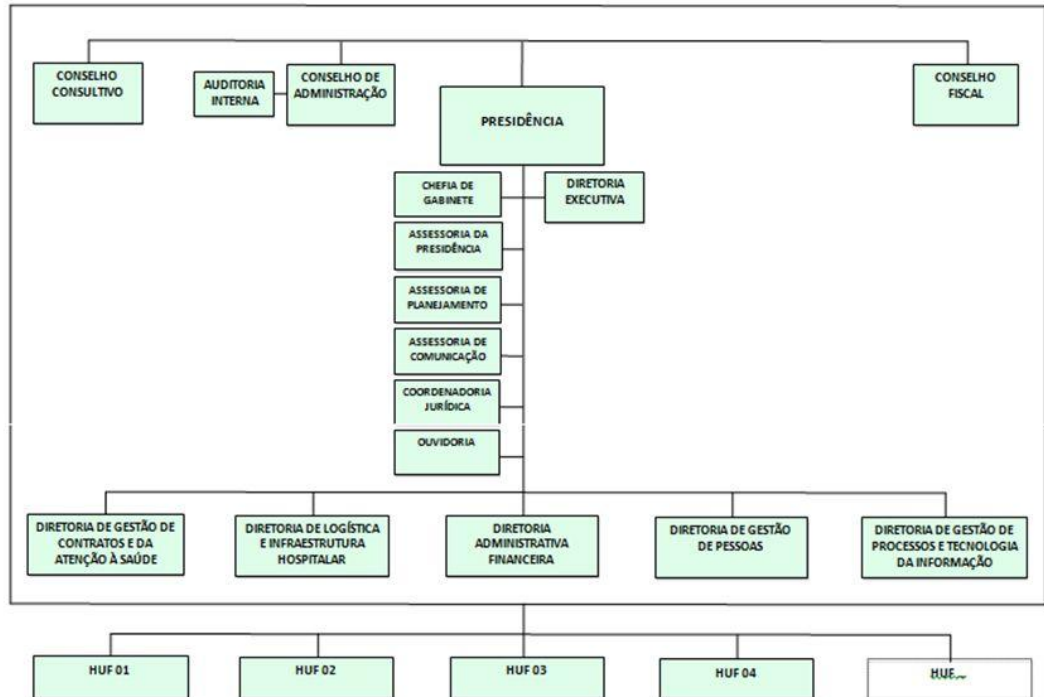 CONSELHO
CONSULTIVO
AUDITORIA
INTERNA
CONSELHO DE
ADMINISTRAÇÃO
CONSELHO
FISCAL
PRESIDÊNCIA
CHEFIA DE
GABINETE
DIRETORIA
EXECUTIVA
ASSESSORIA DA
PRESIDÊNCIA
ASSESSORIA DE
PLANEJAMENTO
ASSESSORIA DE
COMUNICAÇÃO
COORDENADORIA
JURÍDICA
OUVIDORIA
DIRETORIA DE GESTÃO DE
CONTRATOS E DA
ATENÇÃO À SAÚDE
DIRETORIA DE LOGÍSTICA
E INFRAESTRUTURA
HOSPITALAR
DIRETORIA
ADMINISTRATIVA
FINANCEIRA
DIRETORIA DE GESTÃO
DE PESSOAS
DIRETORIA DE GESTÃO DE
PROCESSOS E TECNOLOGIA
DA INFORMAÇÃO
HUF 01
HUF 02
HUF 03
HUF 04